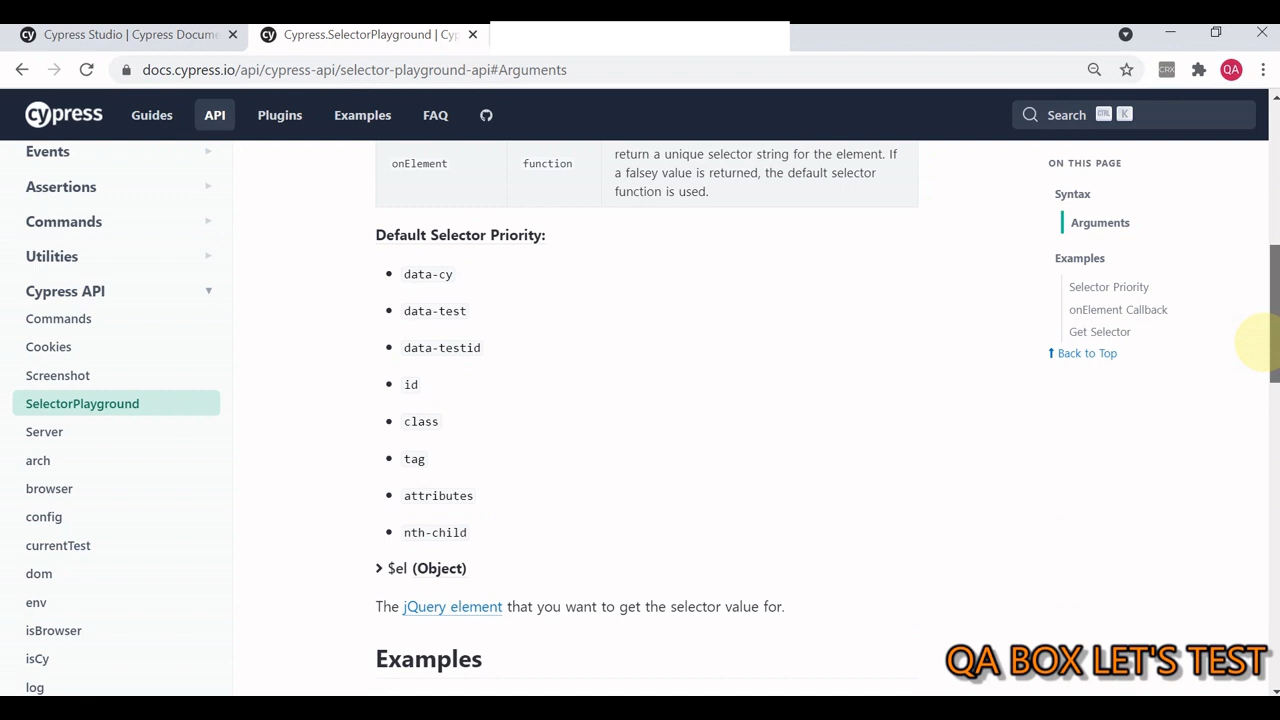 Cypress Studio | Cypress Docume
Cypress.SelectorPlayground | Cyp
docs.cypress.io/api/cypress-api/selector-playground-api#Arguments
CRX
QA
cypress
Guides
API
Plugins
Examples
FAQ
Search
CTRL
K
Events
Assertions
Commands
Utilities
Cypress API
Commands
Cookies
Screenshot
SelectorPlayground
Server
arch
browser
config
currentTest
dom
env
isBrowser
isCy
log
onElement
function
return a unique selector string for the element. If
a falsey value is returned, the default selector
function is used.
Default Selector Priority:
data-cy
data-test
data-testid
id
class
tag
attributes
nth-child
$el (Object)
The jQuery element that you want to get the selector value for.
Examples
ON THIS PAGE
Syntax
Arguments
Examples
Selector Priority
onElement Callback
Get Selector
Back to Top
QA BOX LET'S TEST